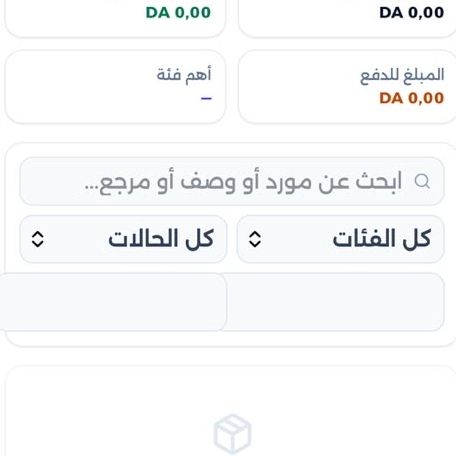 DA 0,00
DA 0,00
المبلغ للدفع
أهم فئة
DA 0,00
—
ابحث عن مورد أو وصف أو مرجع...
كل الفئات
كل الحالات